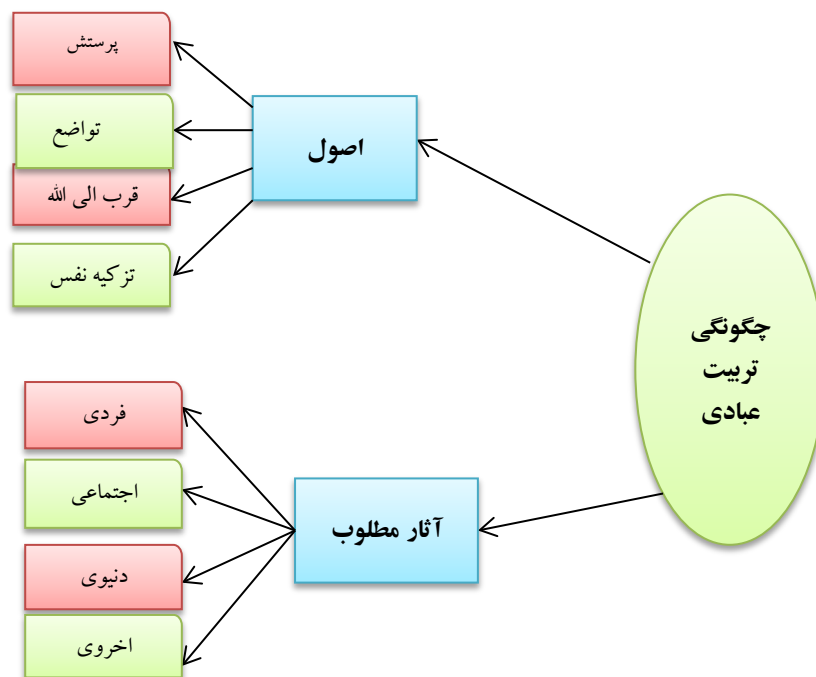 چگونگی
تربیت
عبادی
اصول
پرستش
تواضع
قرب الی الله
تزکیه نفس
آثار مطلوب
فردی
اجتماعی
دنیوی
اخروی